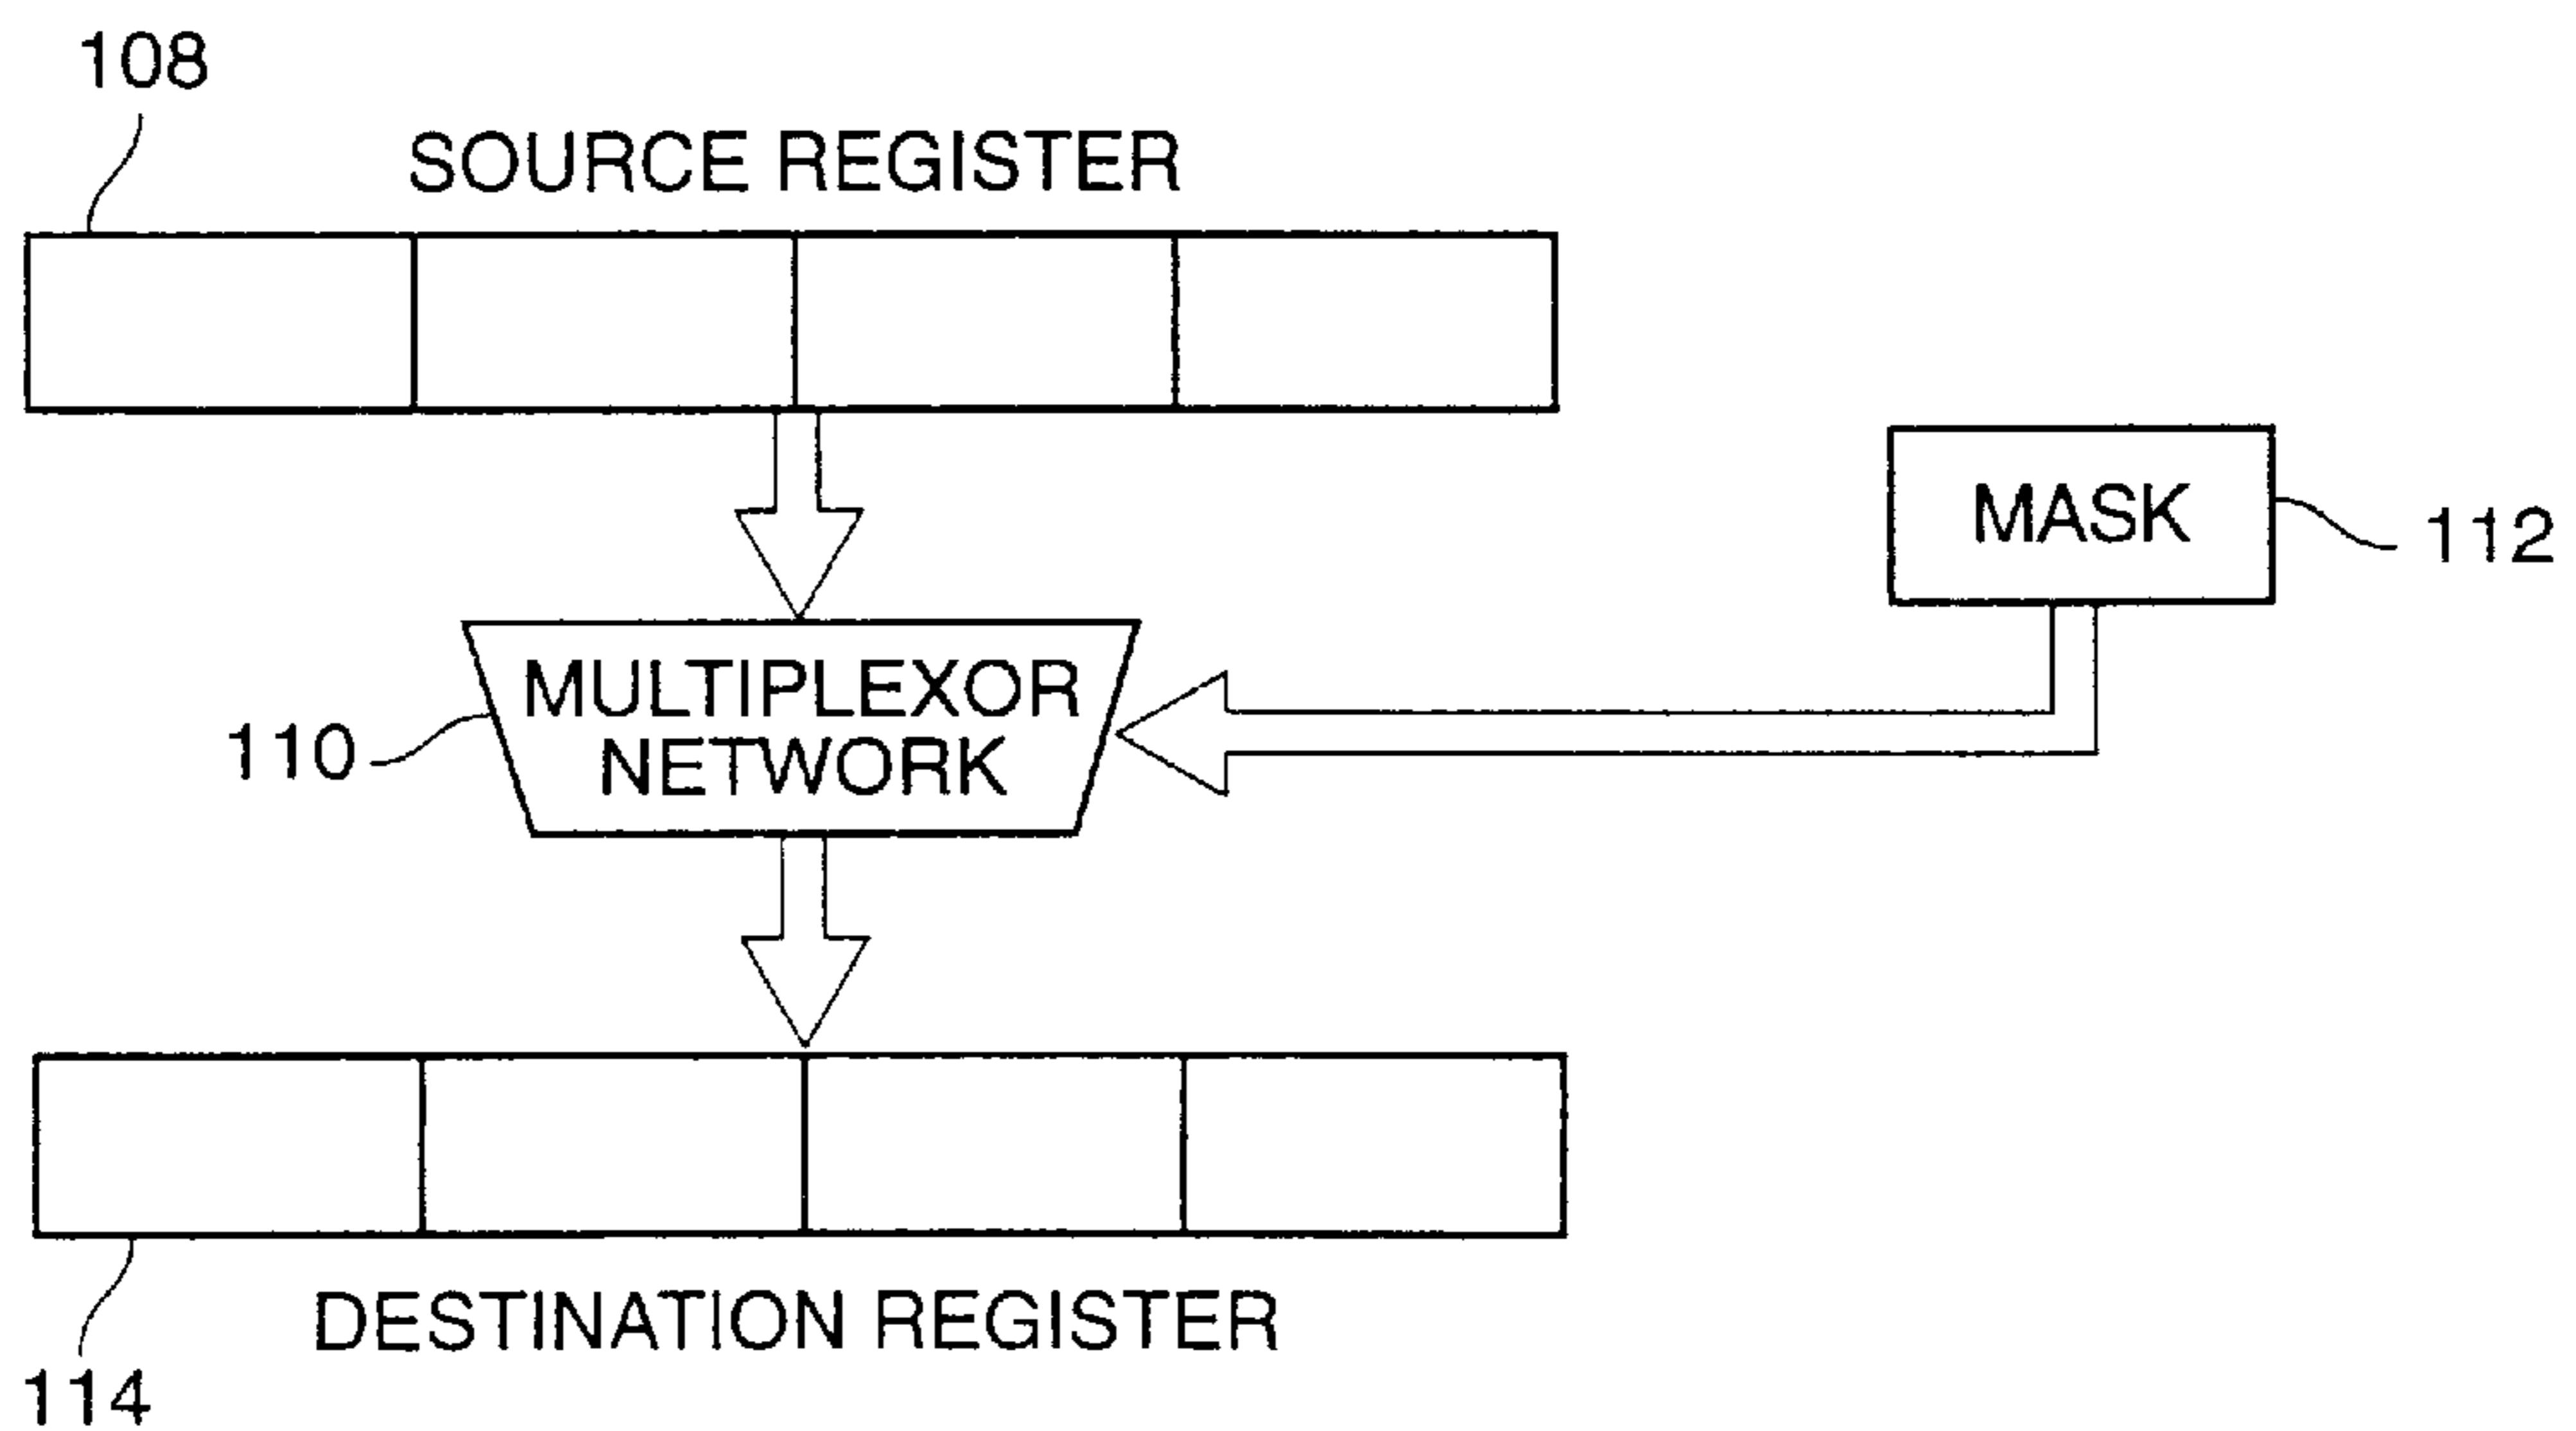 108
SOURCE REGISTER
MASK
112
MULTIPLEXOR
NETWORK
110
DESTINATION REGISTER
114